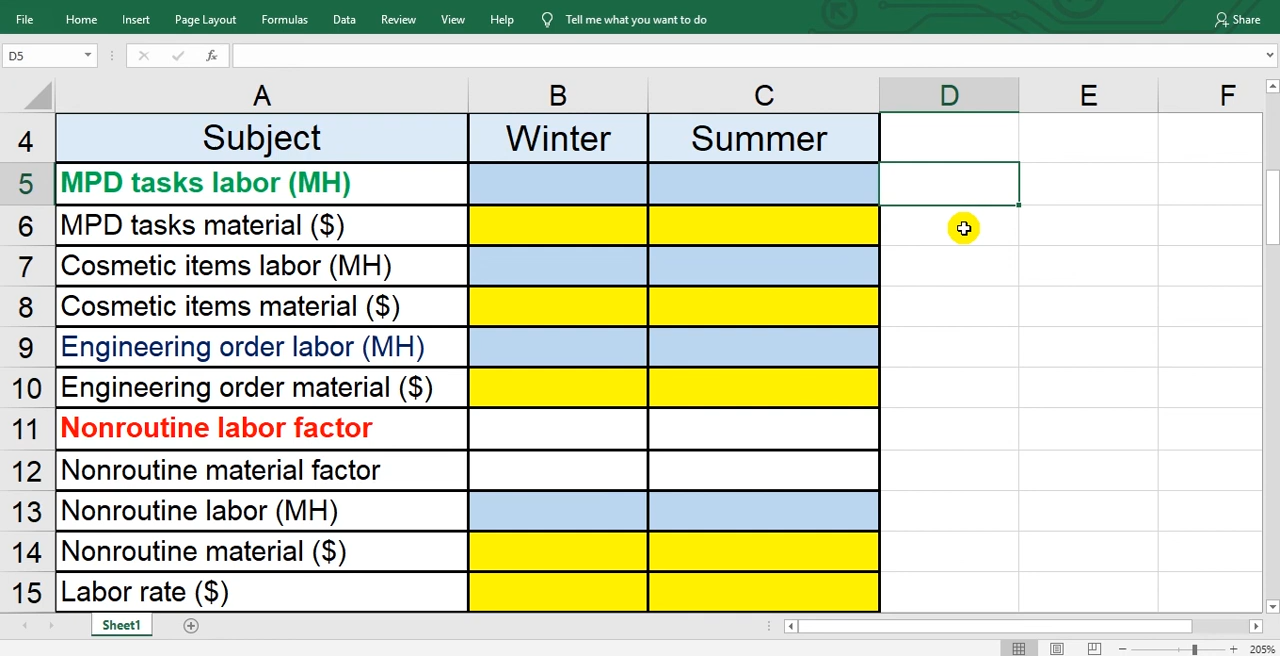 File Home Insert Page Layout Formulas Data Review View Help Tell me what you want to do Share
D5 fx
A B C D E F
4 Subject Winter Summer
5 MPD tasks labor (MH)
6 MPD tasks material ($)
7 Cosmetic items labor (MH)
8 Cosmetic items material ($)
9 Engineering order labor (MH)
10 Engineering order material ($)
11 Nonroutine labor factor
12 Nonroutine material factor
13 Nonroutine labor (MH)
14 Nonroutine material ($)
15 Labor rate ($)
Sheet1
205%